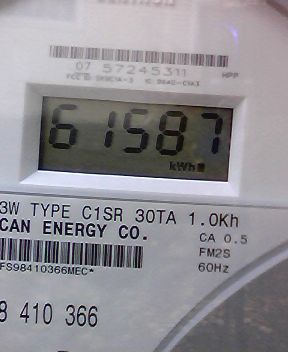 07 57245311
HPP
61587
kWh
3W TYPE C1SR 30TA 1.0Kh
CAN ENERGY CO.
CA 0.5
FM2S
60Hz
FS98410366MEC*
8 410 366